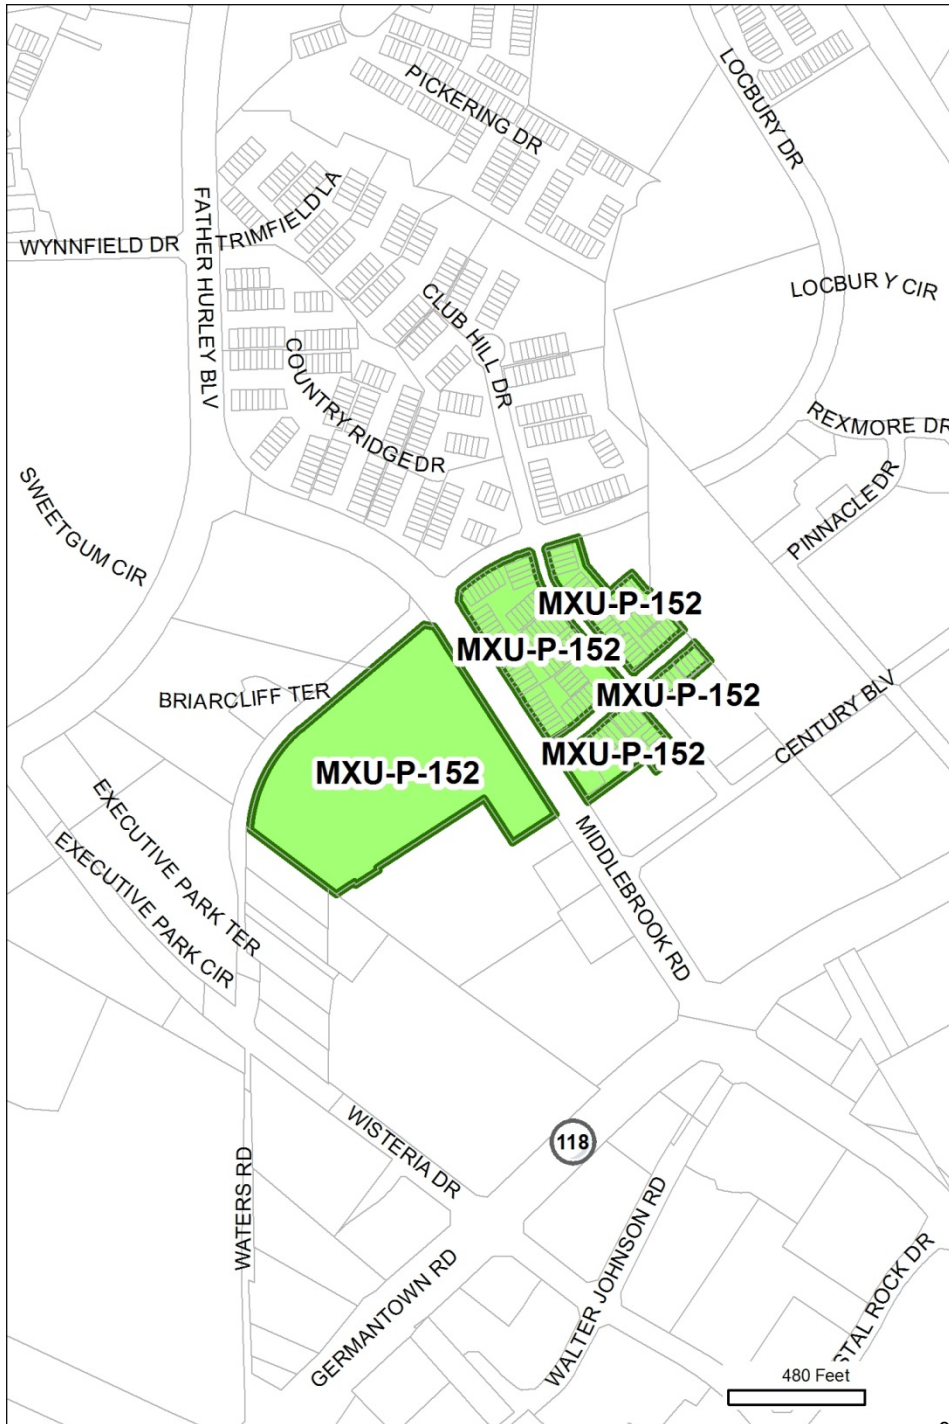 PICKERING DR
LOCBURY DR
FATHER HURLEY BLV
TRIMFIELD LA
WYNNFIELD DR
LOCBUR Y CIR
CLUB HILL DR
COUNTRY RIDGE DR
REXMORE DR
SWEETGUM CIR
PINNACLE DR
MXU-P-152
MXU-P-152
MXU-P-152
BRIARCLIFF TER
CENTURY BLV
MXU-P-152
MXU-P-152
EXECUTIVE PARK TER
EXECUTIVE PARK CIR
MIDDLEBROOK RD
118
WISTERIA DR
WATERS RD
WALTER JOHNSON RD
GERMANTOWN RD
STAL ROCK DR
480 Feet